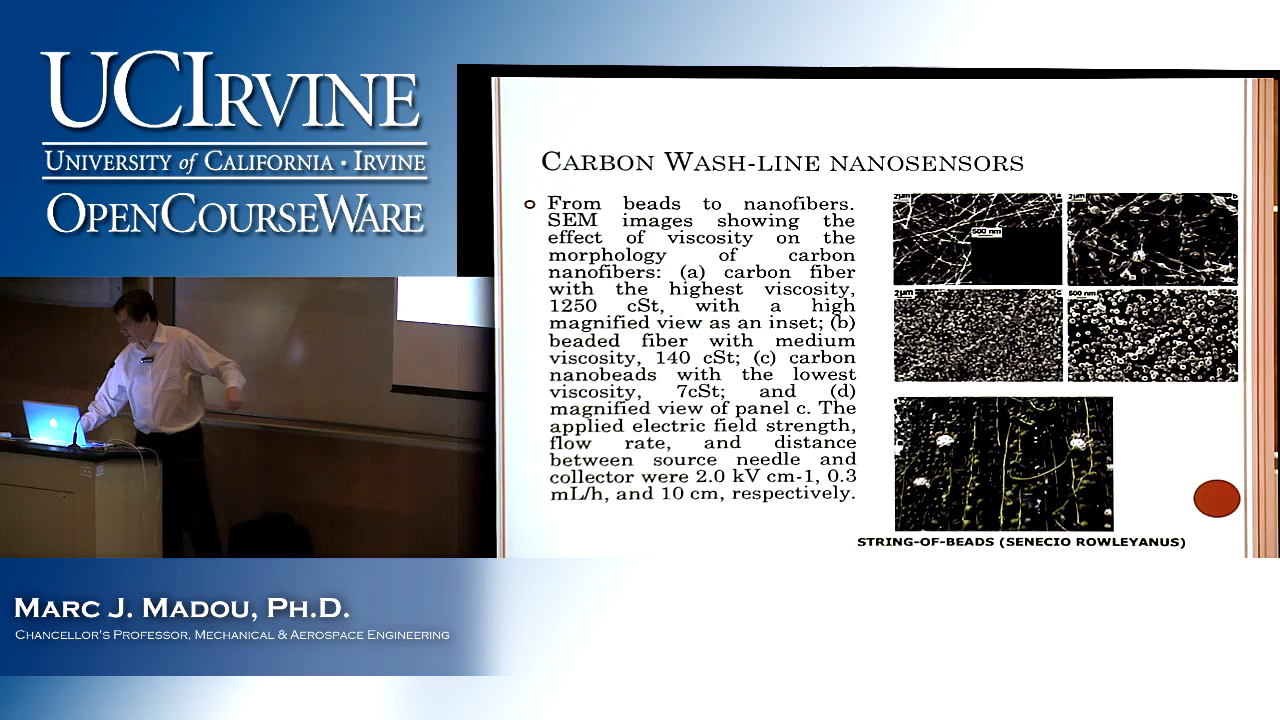 UCIRVINE
UNIVERSITY of CALIFORNIA · IRVINE
OPENCOURSEWARE
CARBON WASH-LINE NANOSENSORS
From beads to nanofibers.
SEM images showing the
effect of viscosity on the
morphology of carbon
nanofibers: (a) carbon fiber
with the highest viscosity,
1250 cSt, with a high
magnified view as an inset; (b)
beaded fiber with medium
viscosity, 140 cSt; (c) carbon
nanobeads with the lowest
viscosity, 7cSt; and (d)
magnified view of panel c. The
applied electric field strength,
flow rate, and distance
between source needle and
collector were 2.0 kV cm-1, 0.3
mL/h, and 10 cm, respectively.
2μm
500 nm
2μm
2μm
500 nm
STRING-OF-BEADS (SENECIO ROWLEYANUS)
MARC J. MADOU, PH.D.
CHANCELLOR'S PROFESSOR, MECHANICAL & AEROSPACE ENGINEERING